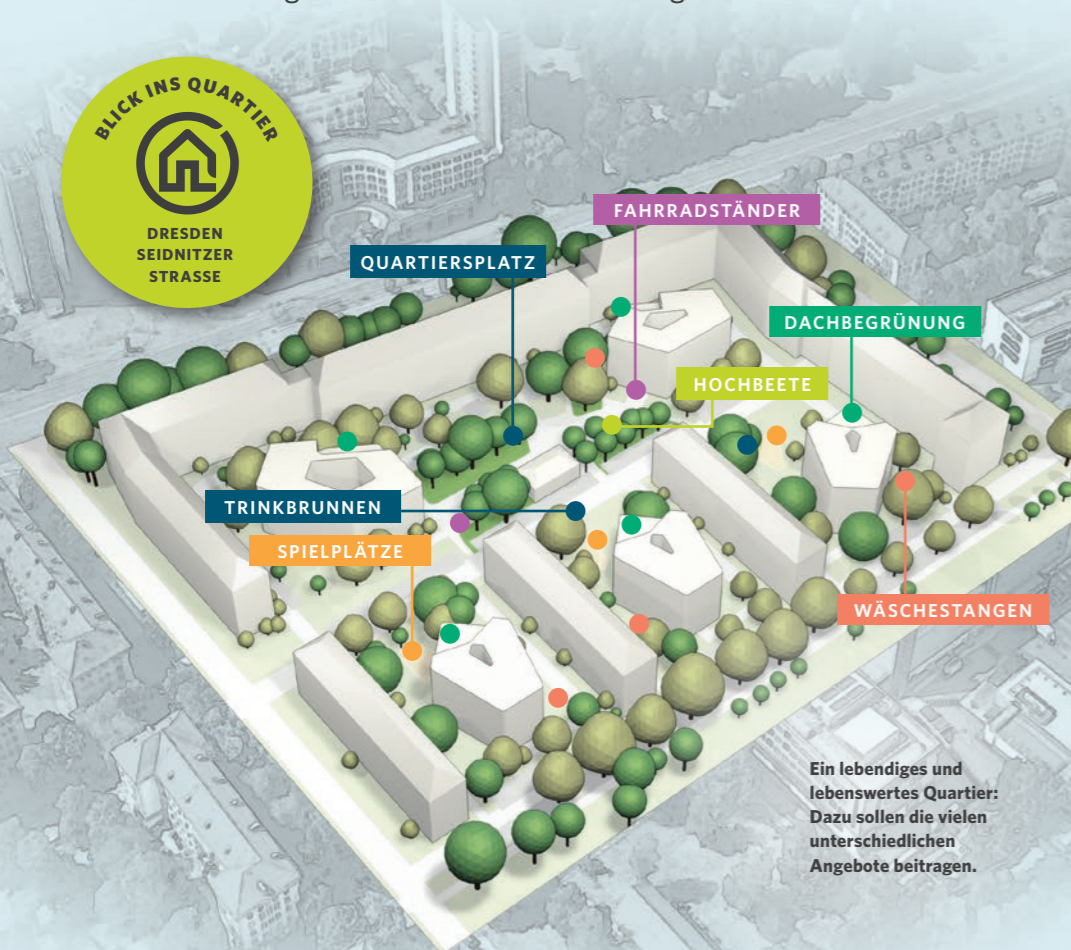 BLICK INS QUARTIER
DRESDEN
SEIDNITZER
STRASSE
FAHRRADSTÄNDER
QUARTIERSPLATZ
DACHBEGRÜNUNG
HOCHBEETE
TRINKBRUNNEN
SPIELPLÄTZE
WÄSCHESTANGEN
Ein lebendiges und
lebenswertes Quartier:
Dazu sollen die vielen
unterschiedlichen
Angebote beitragen.